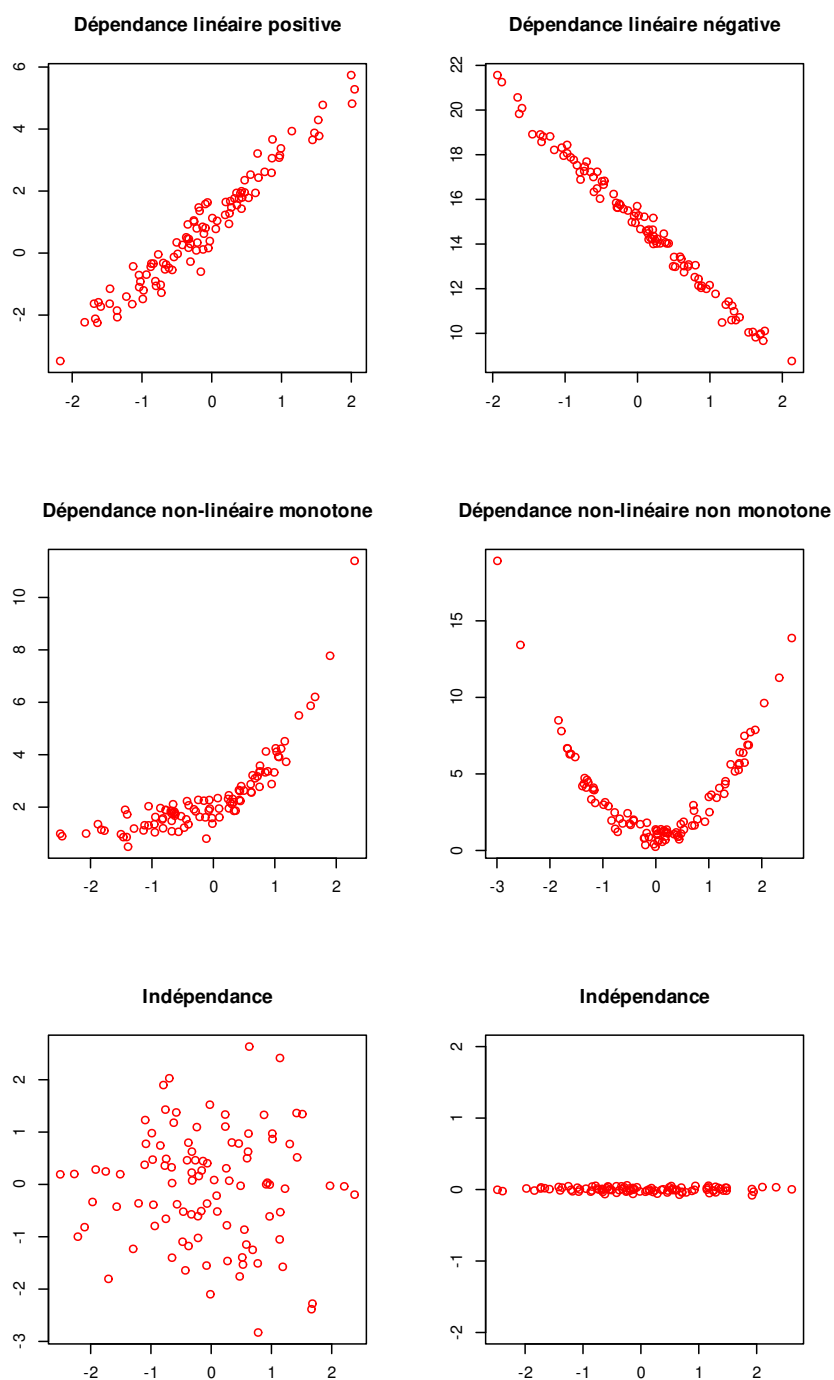 Dépendance linéaire positive
6
4
2
0
-2
-2 -1 0 1 2
Dépendance linéaire négative
22
20
18
16
14
12
10
-2 -1 0 1 2
Dépendance non-linéaire monotone
10
8
6
4
2
-2 -1 0 1 2
Dépendance non-linéaire non monotone
15
10
5
0
-3 -2 -1 0 1 2
Indépendance
2
1
0
-1
-2
-3
-2 -1 0 1 2
Indépendance
2
1
0
-1
-2
-2 -1 0 1 2